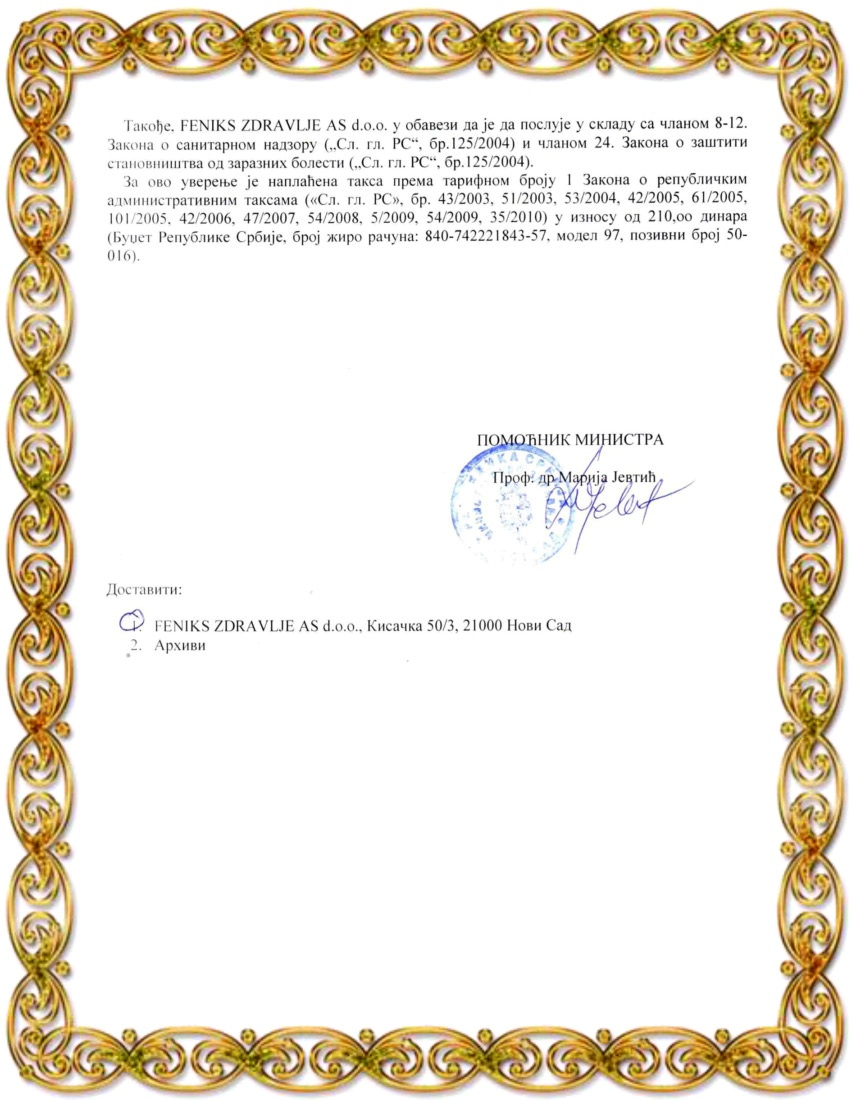 Такође, FENIKS ZDRAVLJE AS d.o.o. у обавези да је да послује у складу са чланом 8-12.
Закона о санитарном надзору („Сл. гл. РС“, бр.125/2004) и чланом 24. Закона о заштити
становништва од заразних болести („Сл. гл. РС“, бр.125/2004).
За ово уверење је наплаћена такса према тарифном броју 1 Закона о републичким
административним таксама («Сл. гл. РС», бр. 43/2003, 51/2003, 53/2004, 42/2005, 61/2005,
101/2005, 42/2006, 47/2007, 54/2008, 5/2009, 54/2009, 35/2010) у износу од 210,оо динара
(Буџет Републике Србије, број жиро рачуна: 840-742221843-57, модел 97, позивни број 50-
016).
ПОМОЋНИК МИНИСТРА
Проф. др Марија Јевтић
Доставити:
1. FENIKS ZDRAVLJE AS d.o.o., Кисачка 50/3, 21000 Нови Сад
2. Архиви